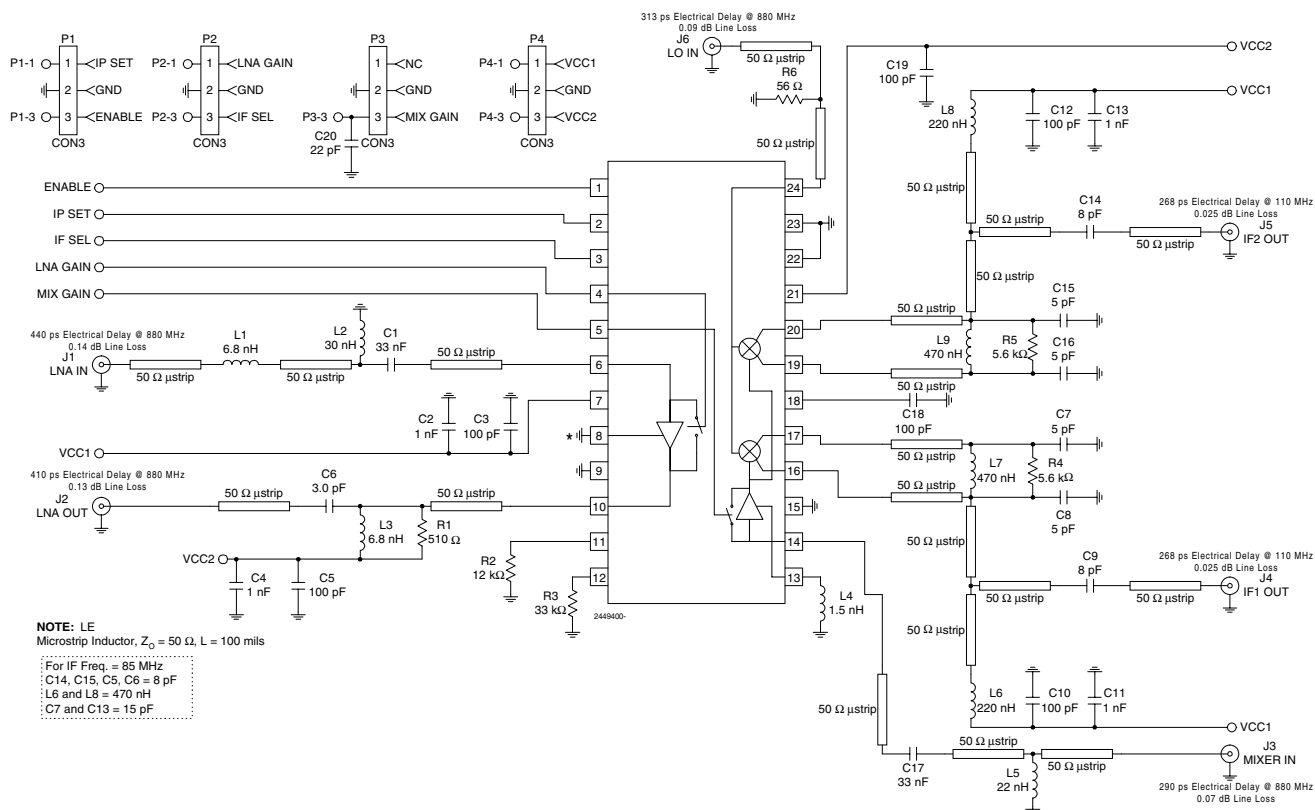 313 ps Electrical Delay @ 880 MHz
0.09 dB Line Loss
J6
LO IN
50 Ω µstrip
R6
56 Ω
50 Ω µstrip
P1
P1-1
1
IP SET
2
GND
P1-3
3
ENABLE
CON3
P2
P2-1
1
LNA GAIN
2
GND
P2-3
3
IF SEL
CON3
P3
1
NC
2
GND
P3-3
3
MIX GAIN
CON3
C20
22 pF
P4
P4-1
1
VCC1
2
GND
P4-3
3
VCC2
CON3
VCC2
C19
100 pF
VCC1
L8
220 nH
C12
100 pF
C13
1 nF
50 Ω µstrip
C14
8 pF
268 ps Electrical Delay @ 110 MHz
0.025 dB Line Loss
50 Ω µstrip
50 Ω µstrip
J5
IF2 OUT
50 Ω µstrip
ENABLE
IP SET
IF SEL
LNA GAIN
MIX GAIN
1
2
3
4
5
6
7
8
9
10
11
12
24
23
22
21
20
19
18
17
16
15
14
13
440 ps Electrical Delay @ 880 MHz
0.14 dB Line Loss
J1
LNA IN
50 Ω µstrip
L1
6.8 nH
50 Ω µstrip
L2
30 nH
C1
33 nF
50 Ω µstrip
C2
1 nF
C3
100 pF
VCC1
*
410 ps Electrical Delay @ 880 MHz
0.13 dB Line Loss
J2
LNA OUT
50 Ω µstrip
C6
3.0 pF
50 Ω µstrip
L3
6.8 nH
R1
510 Ω
VCC2
C4
1 nF
C5
100 pF
R2
12 kΩ
R3
33 kΩ
2449400-
L4
1.5 nH
50 Ω µstrip
C15
5 pF
L9
470 nH
R5
5.6 kΩ
C16
5 pF
50 Ω µstrip
C18
100 pF
50 Ω µstrip
C7
5 pF
L7
470 nH
R4
5.6 kΩ
50 Ω µstrip
C8
5 pF
50 Ω µstrip
C9
8 pF
268 ps Electrical Delay @ 110 MHz
0.025 dB Line Loss
50 Ω µstrip
50 Ω µstrip
J4
IF1 OUT
50 Ω µstrip
L6
220 nH
C10
100 pF
C11
1 nF
VCC1
50 Ω µstrip
C17
33 nF
50 Ω µstrip
L5
22 nH
50 Ω µstrip
J3
MIXER IN
290 ps Electrical Delay @ 880 MHz
0.07 dB Line Loss
NOTE: LE
Microstrip Inductor, ZO = 50 Ω, L = 100 mils
For IF Freq. = 85 MHz
C14, C15, C5, C6 = 8 pF
L6 and L8 = 470 nH
C7 and C13 = 15 pF